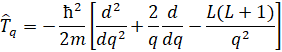 T̂_q = −ħ²/2m [d²/dq² + 2/q d/dq − L(L + 1)/q²]